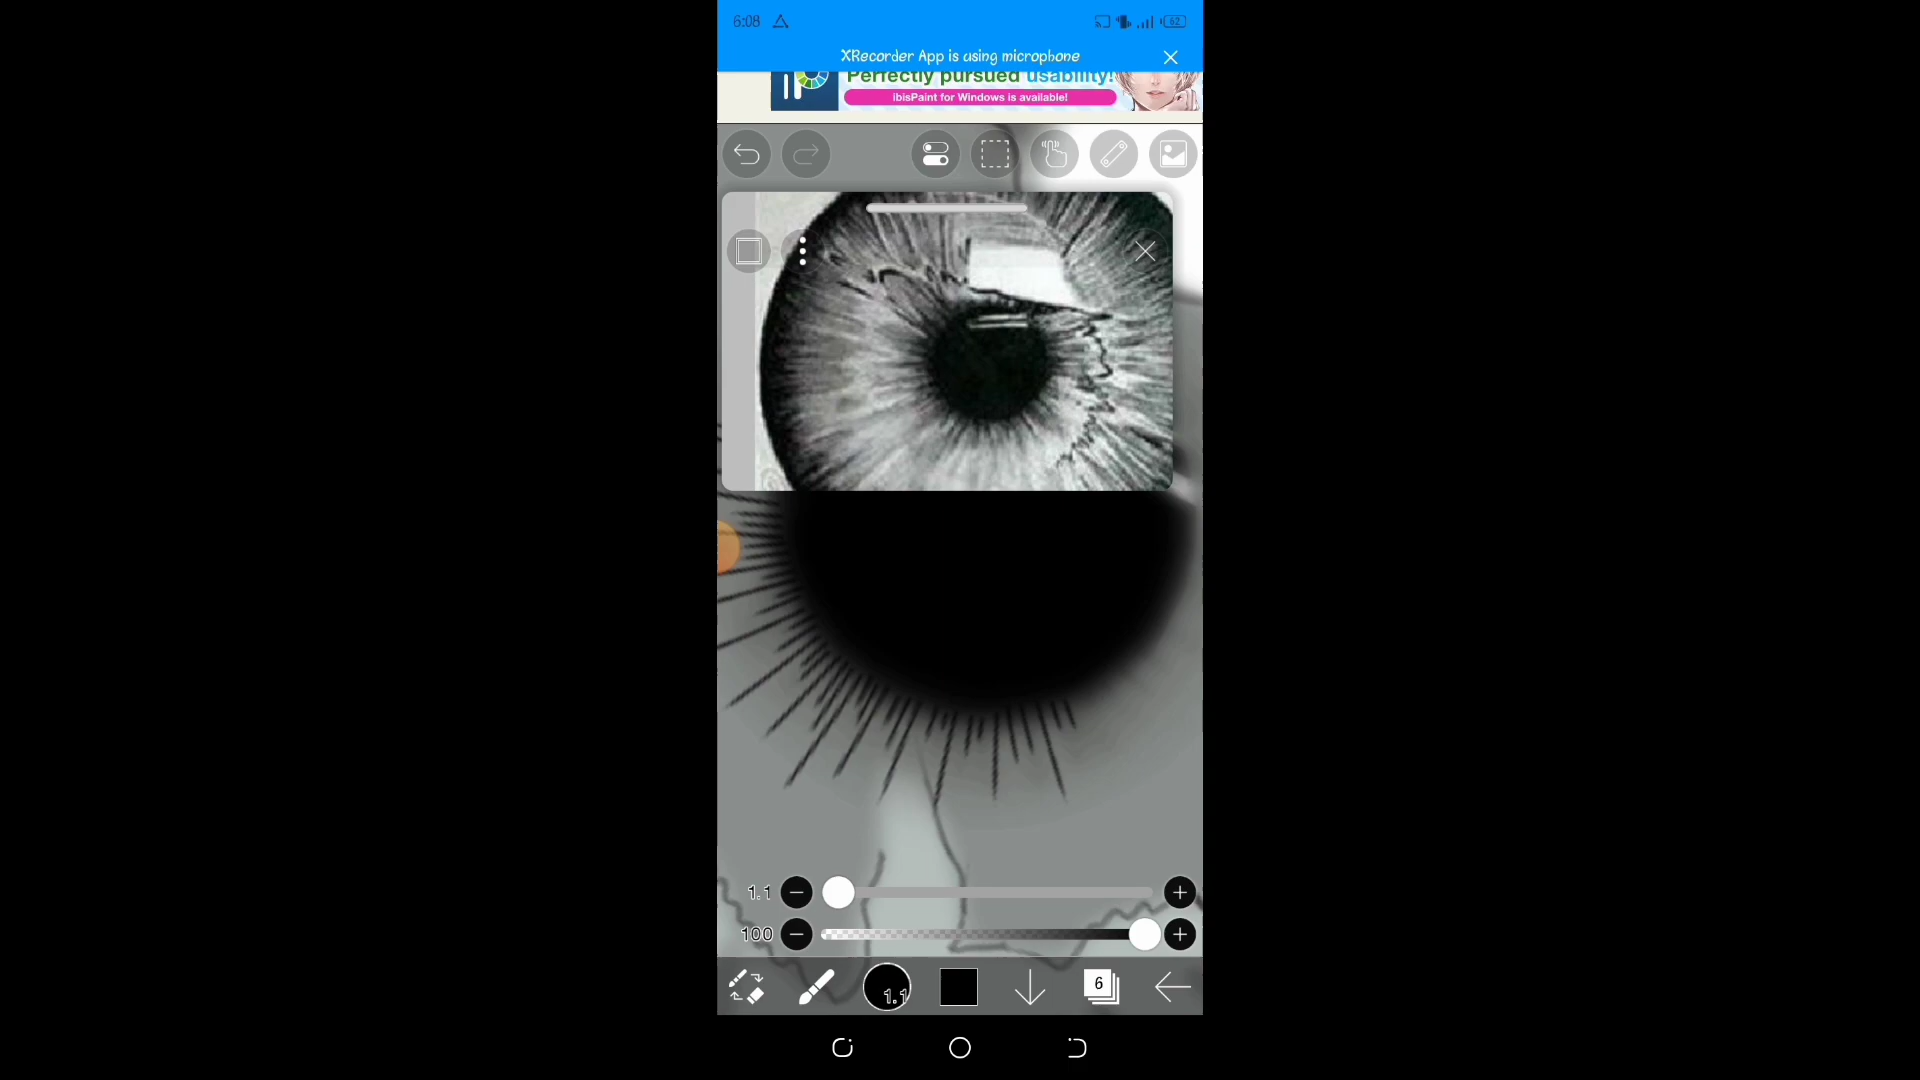 6:08
62
XRecorder App is using microphone
Perfectly pursued usability!
ibisPaint for Windows is available!
1.1
100
1.1
6